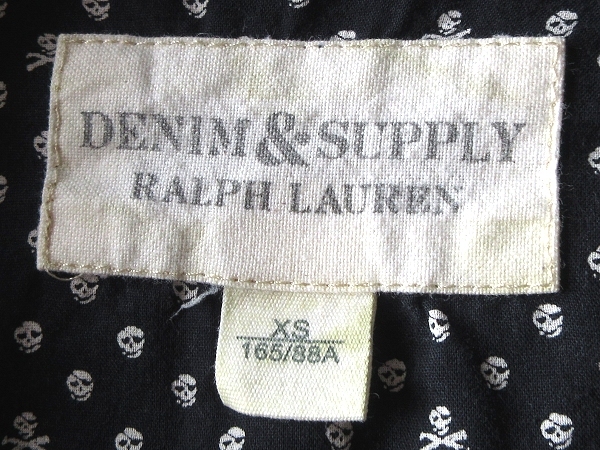 DENIM & SUPPLY
RALPH LAUREN
XS
165/88A